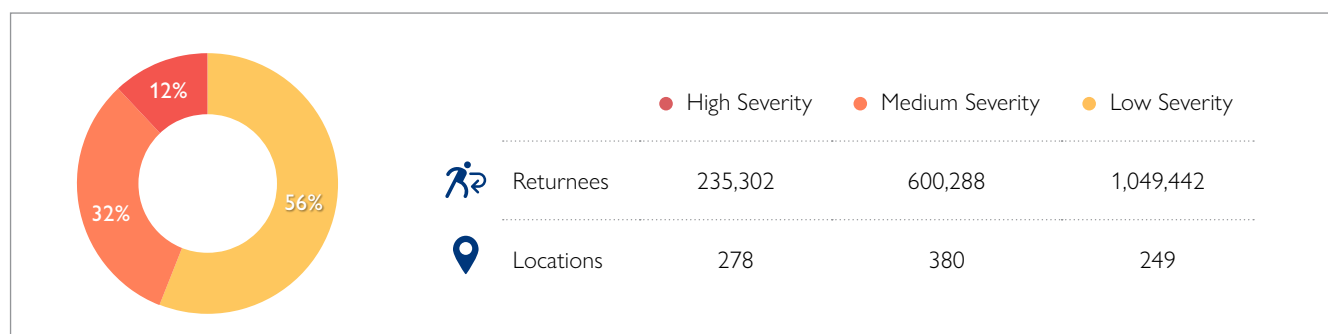 12%
32%
56%
High Severity Medium Severity Low Severity
Returnees 235,302 600,288 1,049,442
Locations 278 380 249